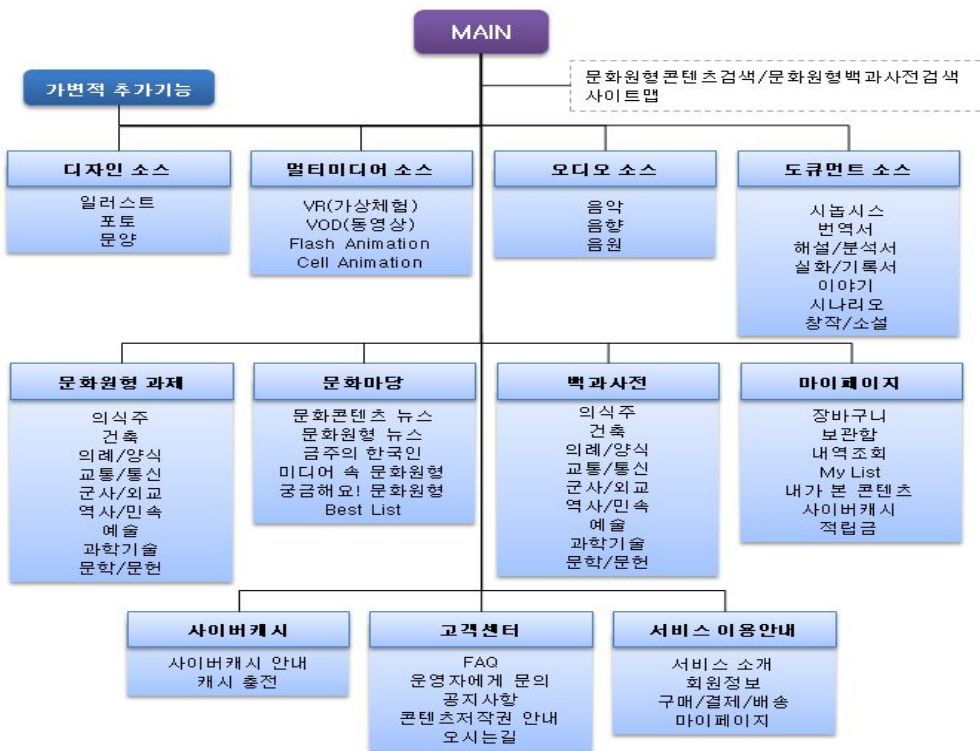 MAIN
문화원형콘텐츠검색/문화원형백과사전검색
사이트맵
가변적 추가기능
디자인 소스
일러스트
포토
문양
멀티미디어 소스
VR(가상체험)
VOD(동영상)
Flash Animation
Cell Animation
오디오 소스
음악
음향
음원
도큐먼트 소스
시놉시스
번역서
해설/분석서
실화/기록서
이야기
시나리오
창작/소설
문화원형 과제
의식주
건축
의례/양식
교통/통신
군사/외교
역사/민속
예술
과학기술
문학/문헌
문화마당
문화콘텐츠 뉴스
문화원형 뉴스
금주의 한국인
미디어 속 문화원형
궁금해요! 문화원형
Best List
백과사전
의식주
건축
의례/양식
교통/통신
군사/외교
역사/민속
예술
과학기술
문학/문헌
마이페이지
장바구니
보관함
내역조회
My List
내가 본 콘텐츠
사이버캐시
적립금
사이버캐시
사이버캐시 안내
캐시 충전
고객센터
FAQ
운영자에게 문의
공지사항
콘텐츠저작권 안내
오시는길
서비스 이용안내
서비스 소개
회원정보
구매/결제/배송
마이페이지